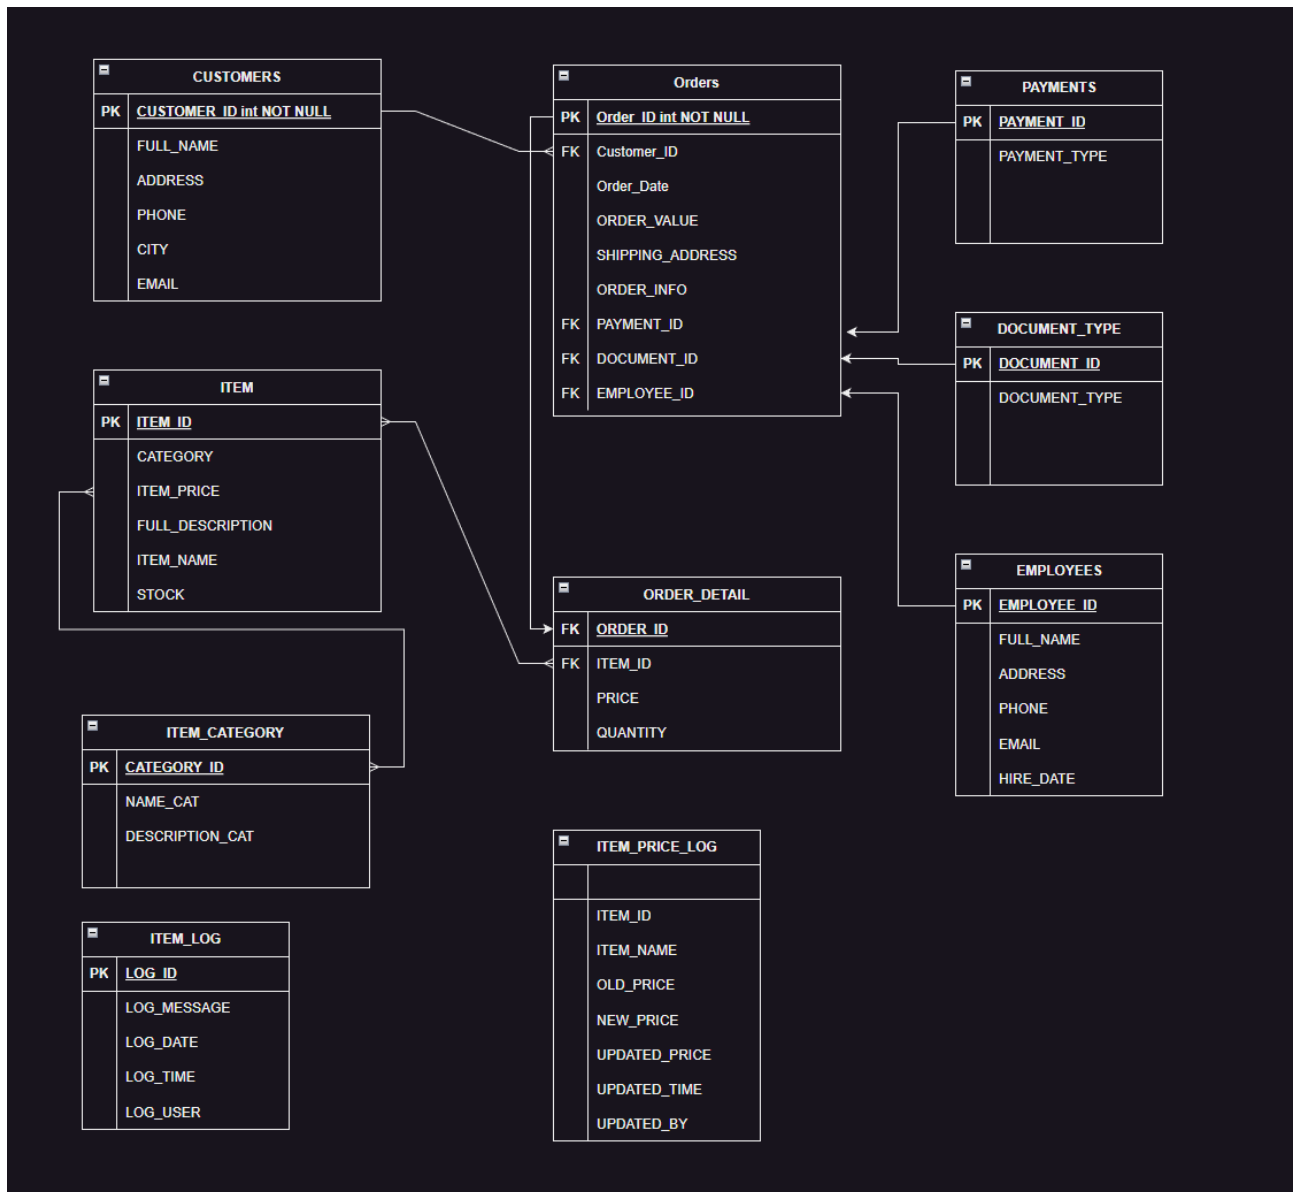 CUSTOMERS
PK CUSTOMER_ID int NOT NULL
FULL_NAME
ADDRESS
PHONE
CITY
EMAIL
Orders
PK Order_ID int NOT NULL
FK Customer_ID
Order_Date
ORDER_VALUE
SHIPPING_ADDRESS
ORDER_INFO
FK PAYMENT_ID
FK DOCUMENT_ID
FK EMPLOYEE_ID
PAYMENTS
PK PAYMENT_ID
PAYMENT_TYPE
DOCUMENT_TYPE
PK DOCUMENT_ID
DOCUMENT_TYPE
ITEM
PK ITEM_ID
CATEGORY
ITEM_PRICE
FULL_DESCRIPTION
ITEM_NAME
STOCK
ORDER_DETAIL
FK ORDER_ID
FK ITEM_ID
PRICE
QUANTITY
EMPLOYEES
PK EMPLOYEE_ID
FULL_NAME
ADDRESS
PHONE
EMAIL
HIRE_DATE
ITEM_CATEGORY
PK CATEGORY_ID
NAME_CAT
DESCRIPTION_CAT
ITEM_LOG
PK LOG_ID
LOG_MESSAGE
LOG_DATE
LOG_TIME
LOG_USER
ITEM_PRICE_LOG
ITEM_ID
ITEM_NAME
OLD_PRICE
NEW_PRICE
UPDATED_PRICE
UPDATED_TIME
UPDATED_BY